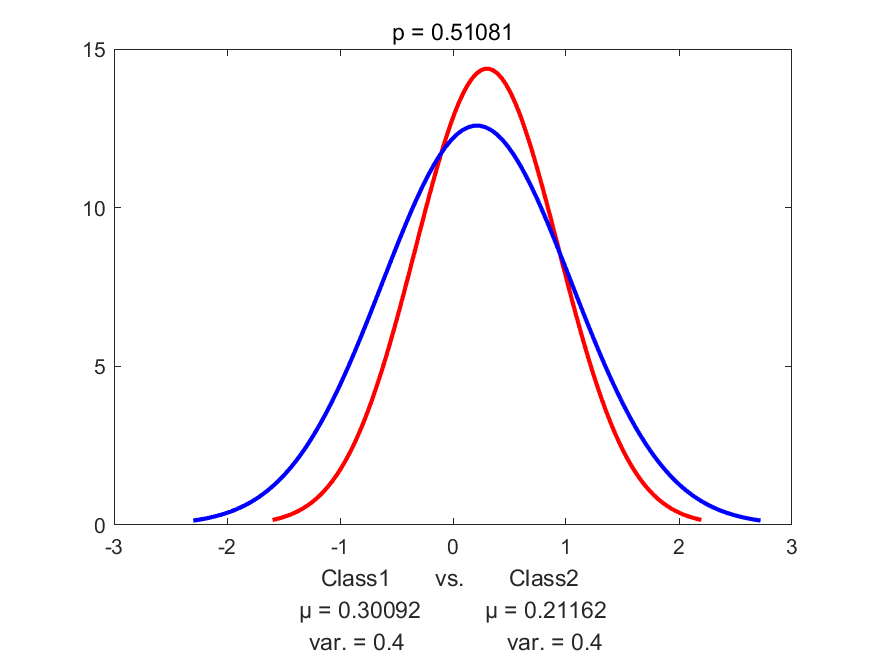 p = 0.51081
15
10
5
0
-3 -2 -1 0 1 2 3
Class1 vs. Class2
μ = 0.30092 μ = 0.21162
var. = 0.4 var. = 0.4